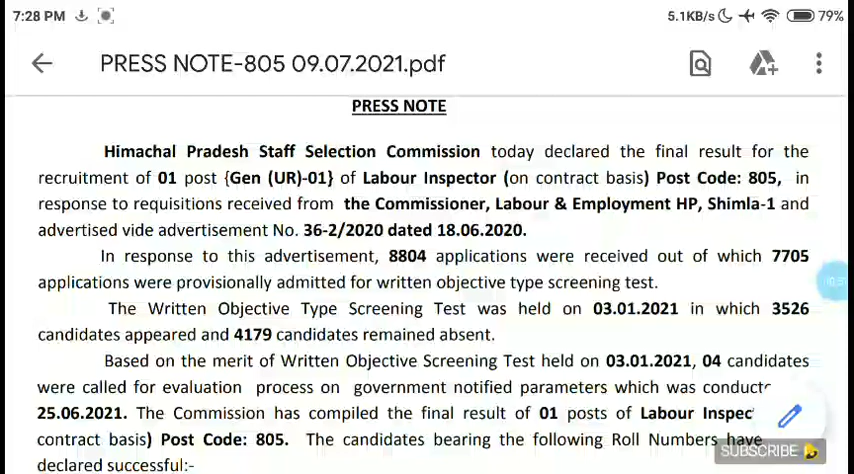 7:28 PM 5.1KB/s 79%
PRESS NOTE-805 09.07.2021.pdf
PRESS NOTE
Himachal Pradesh Staff Selection Commission today declared the final result for the
recruitment of 01 post {Gen (UR)-01} of Labour Inspector (on contract basis) Post Code: 805, in
response to requisitions received from the Commissioner, Labour & Employment HP, Shimla-1 and
advertised vide advertisement No. 36-2/2020 dated 18.06.2020.
In response to this advertisement, 8804 applications were received out of which 7705
applications were provisionally admitted for written objective type screening test.
The Written Objective Type Screening Test was held on 03.01.2021 in which 3526
candidates appeared and 4179 candidates remained absent.
Based on the merit of Written Objective Screening Test held on 03.01.2021, 04 candidates
were called for evaluation process on government notified parameters which was
25.06.2021. The Commission has compiled the final result of 01 posts of Labour
contract basis) Post Code: 805. The candidates bearing the following Roll Numbers have
declared successful:-
SUBSCRIBE